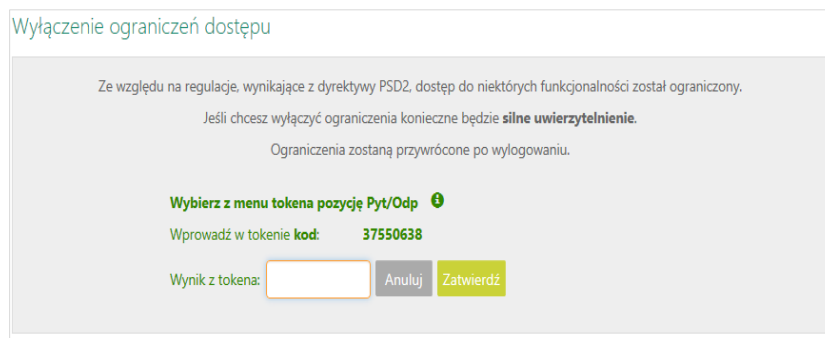 Wyłączenie ograniczeń dostępu
Ze względu na regulacje, wynikające z dyrektywy PSD2, dostęp do niektórych funkcjonalności został ograniczony.
Jeśli chcesz wyłączyć ograniczenia konieczne będzie silne uwierzytelnienie.
Ograniczenia zostaną przywrócone po wylogowaniu.
Wybierz z menu tokena pozycję Pyt/Odp i
Wprowadź w tokenie kod: 37550638
Wynik z tokena: Anuluj Zatwierdź